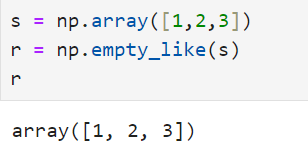 s = np.array([1,2,3])
r = np.empty_like(s)
r
array([1, 2, 3])